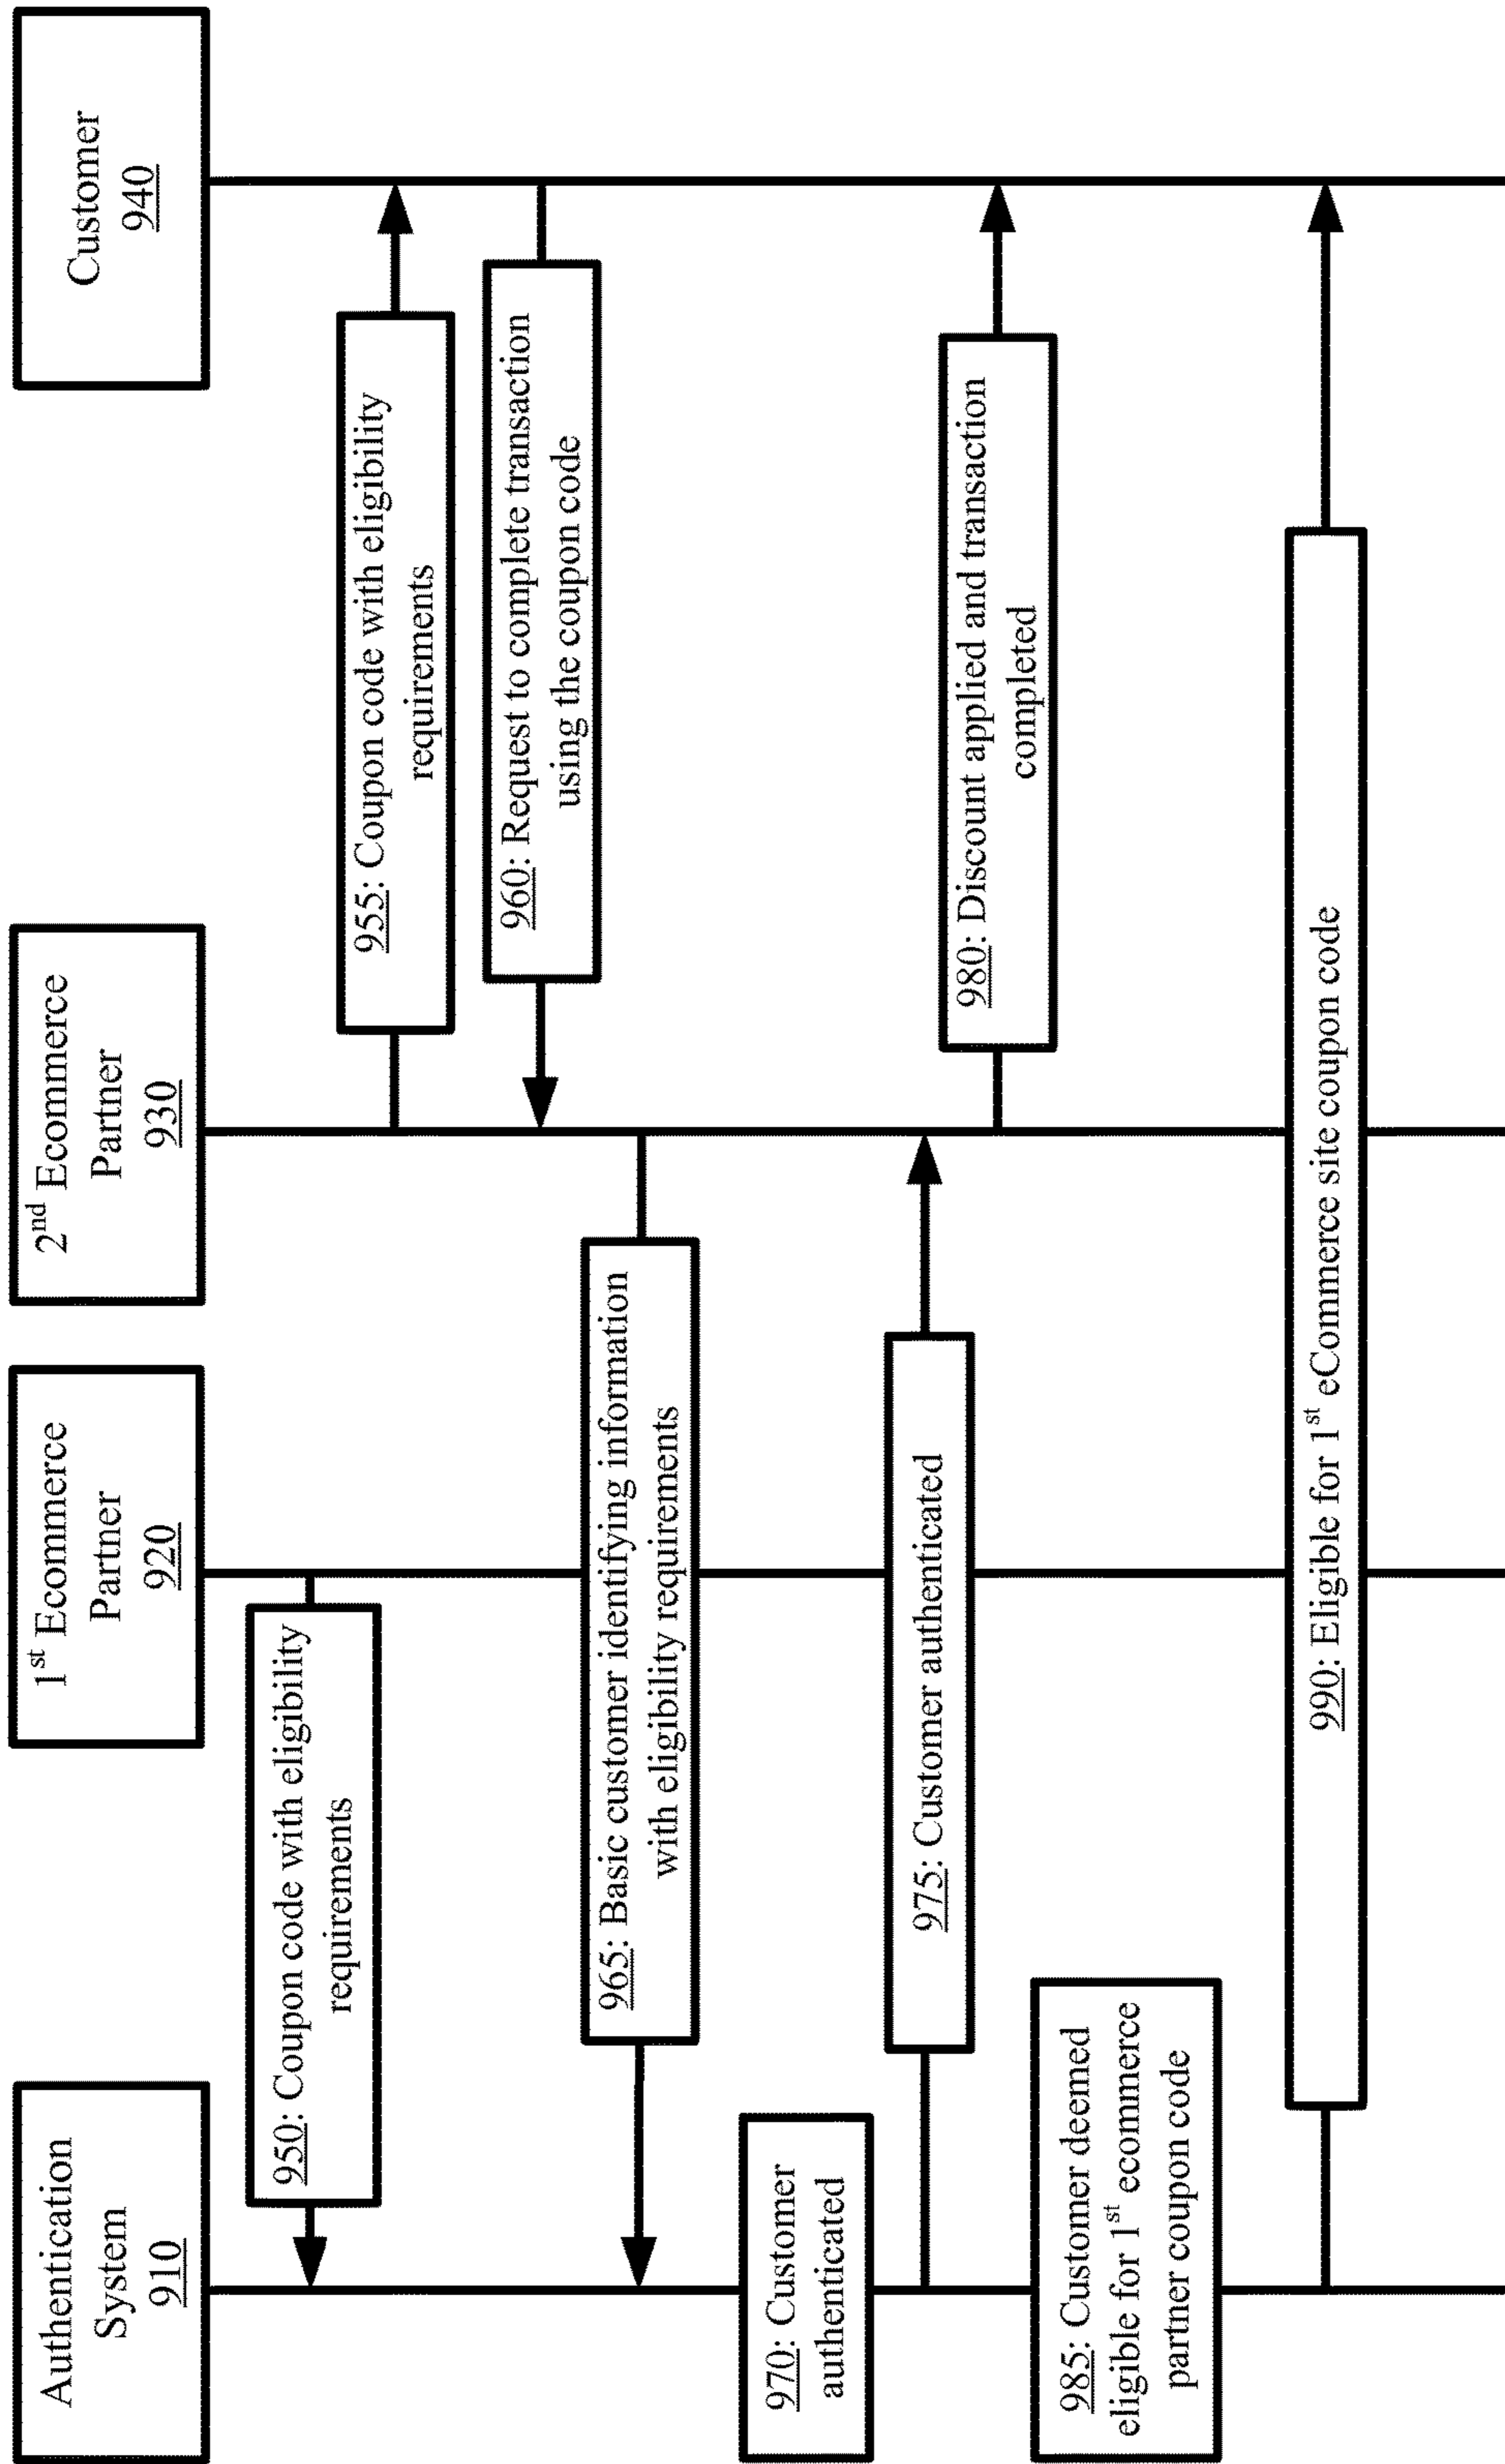 Authentication
System
910
1st Ecommerce
Partner
920
2nd Ecommerce
Partner
930
Customer
940
950: Coupon code with eligibility
requirements
955: Coupon code with eligibility
requirements
960: Request to complete transaction
using the coupon code
965: Basic customer identifying information
with eligibility requirements
970: Customer
authenticated
975: Customer authenticated
980: Discount applied and transaction
completed
985: Customer deemed
eligible for 1st ecommerce
partner coupon code
990: Eligible for 1st eCommerce site coupon code